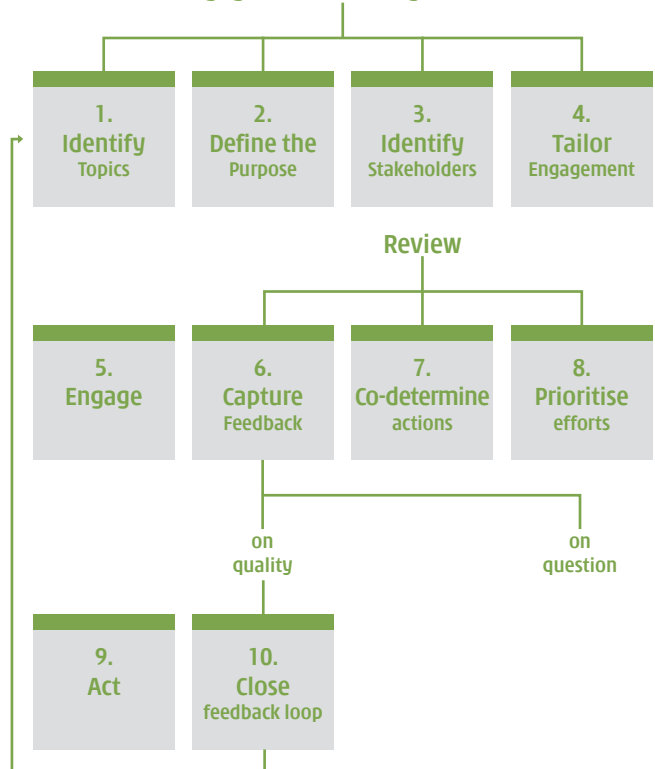 1.
Identify
Topics
2.
Define the
Purpose
3.
Identify
Stakeholders
4.
Tailor
Engagement
Review
5.
Engage
6.
Capture
Feedback
7.
Co-determine
actions
8.
Prioritise
efforts
on
quality
on
question
9.
Act
10.
Close
feedback loop